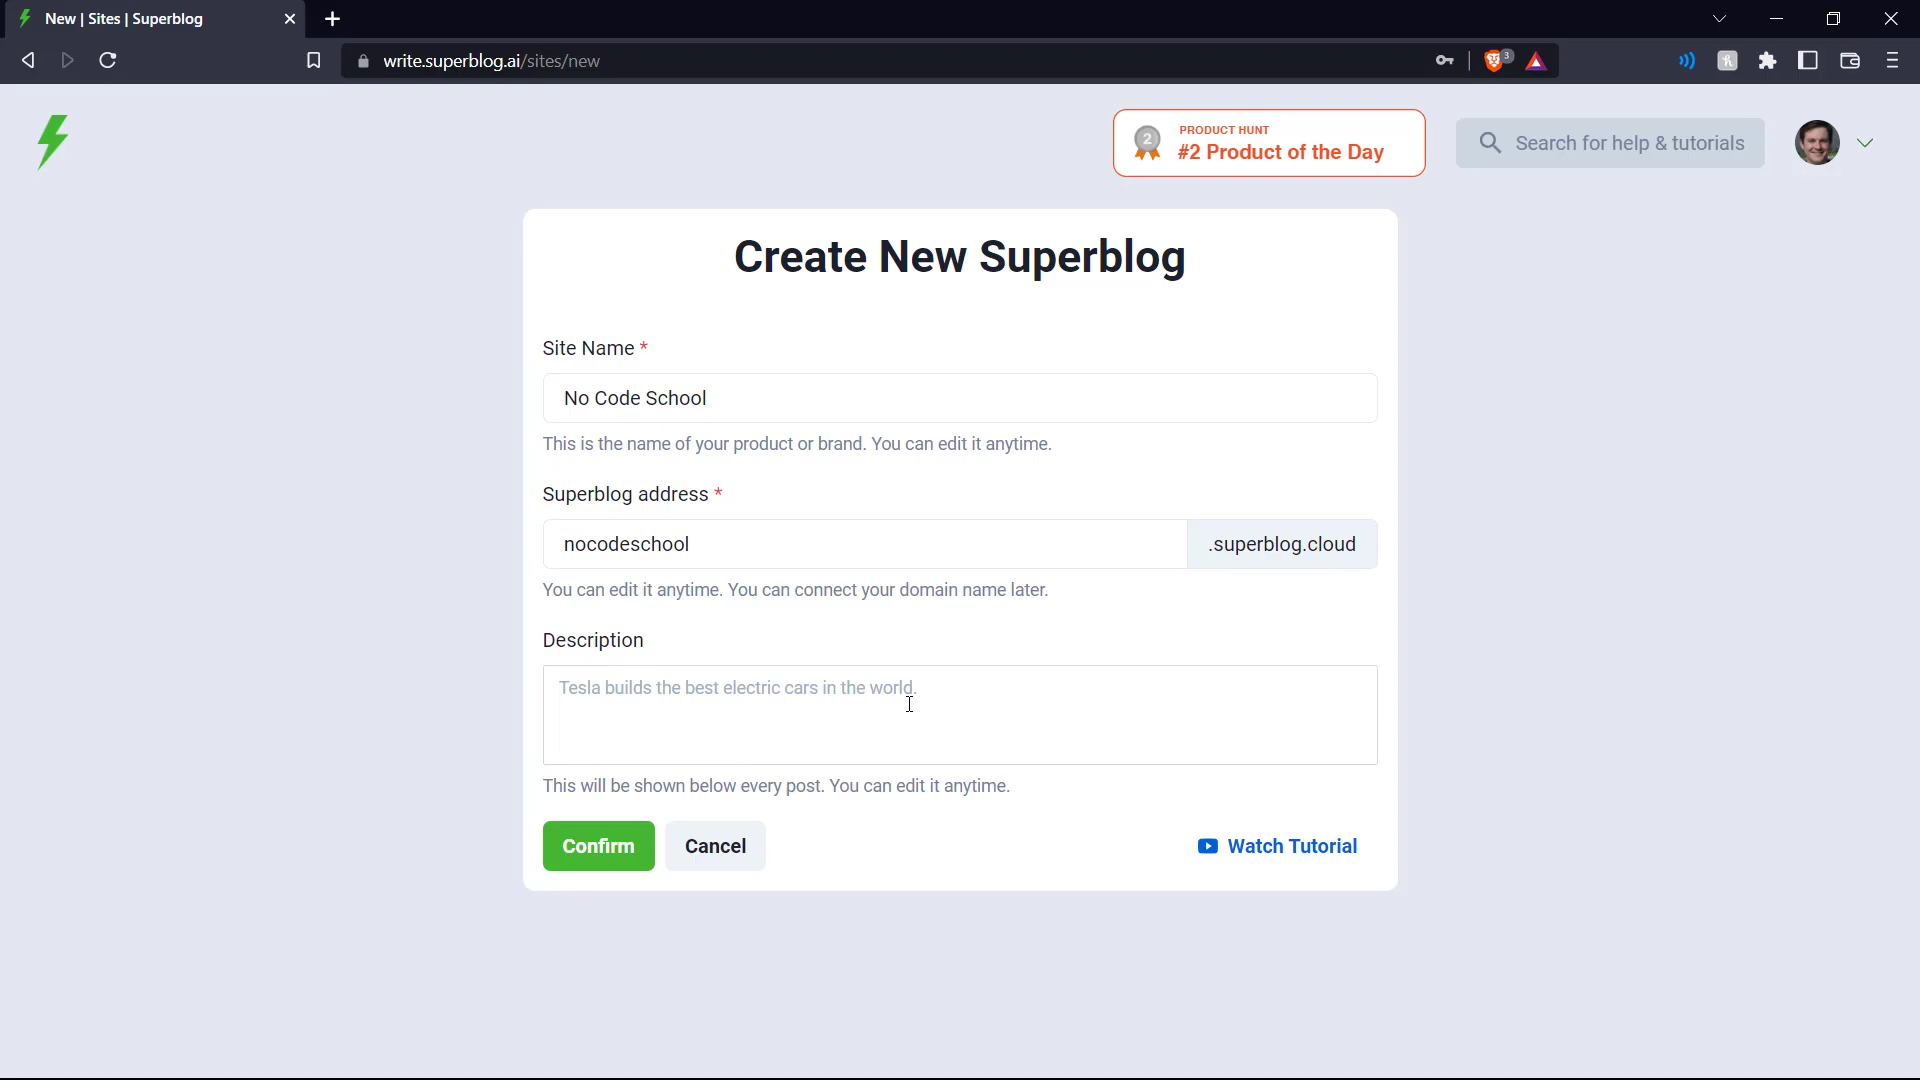 New | Sites | Superblog
write.superblog.ai/sites/new
3
2
PRODUCT HUNT
#2 Product of the Day
Search for help & tutorials
Create New Superblog
Site Name *
No Code School
This is the name of your product or brand. You can edit it anytime.
Superblog address *
nocodeschool
.superblog.cloud
You can edit it anytime. You can connect your domain name later.
Description
Tesla builds the best electric cars in the world.
This will be shown below every post. You can edit it anytime.
Confirm
Cancel
Watch Tutorial